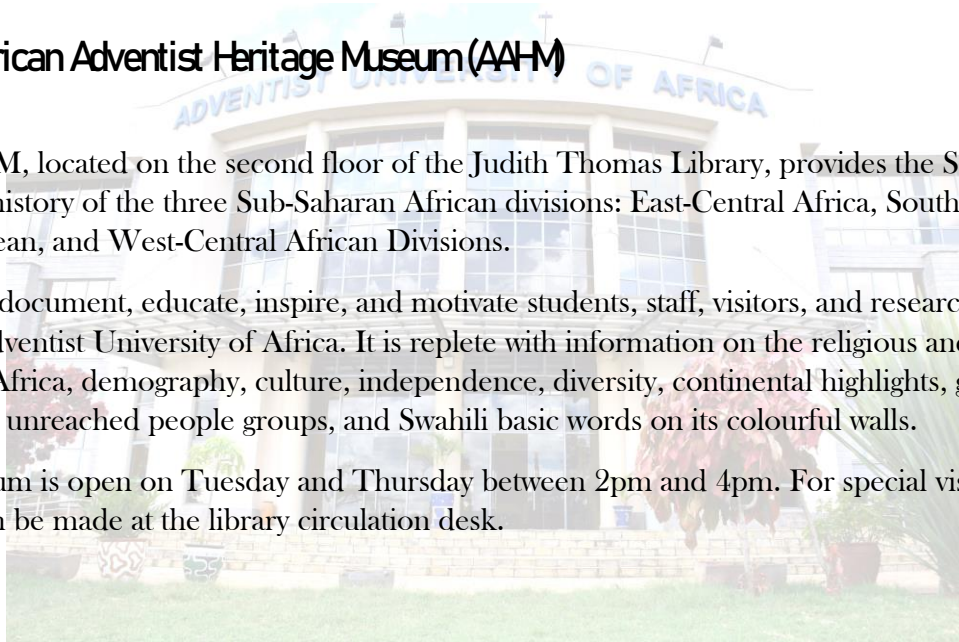 rican Adventist Heritage Museum (AAHM)
ADVENTIST UNIVERSITY OF AFRICA
M, located on the second floor of the Judith Thomas Library, provides the S
history of the three Sub-Saharan African divisions: East-Central Africa, South
ean, and West-Central African Divisions.
document, educate, inspire, and motivate students, staff, visitors, and researc
dventist University of Africa. It is replete with information on the religious an
Africa, demography, culture, independence, diversity, continental highlights, g
unreached people groups, and Swahili basic words on its colourful walls.
um is open on Tuesday and Thursday between 2pm and 4pm. For special vis
n be made at the library circulation desk.